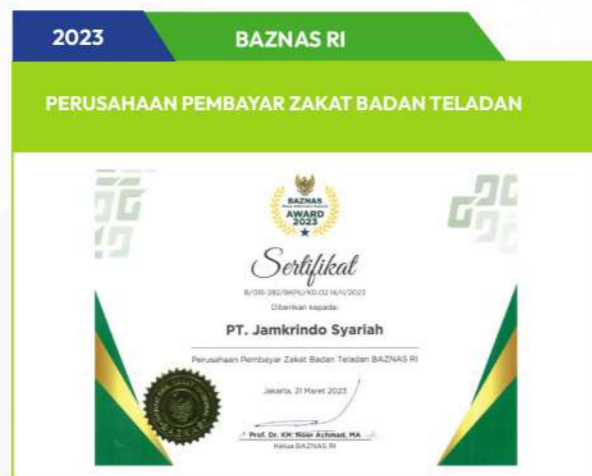 2023
BAZNAS RI
PERUSAHAAN PEMBAYAR ZAKAT BADAN TELADAN
BAZNAS
AWARD
2023
Sertifikat
Diberikan kepada:
PT. Jamkrindo Syariah
Perusahaan Pembayar Zakat Badan Teladan BAZNAS RI
Jakarta, 21 Maret 2023
Prof. Dr. KH. Noor Achmad, MA
Ketua BAZNAS RI